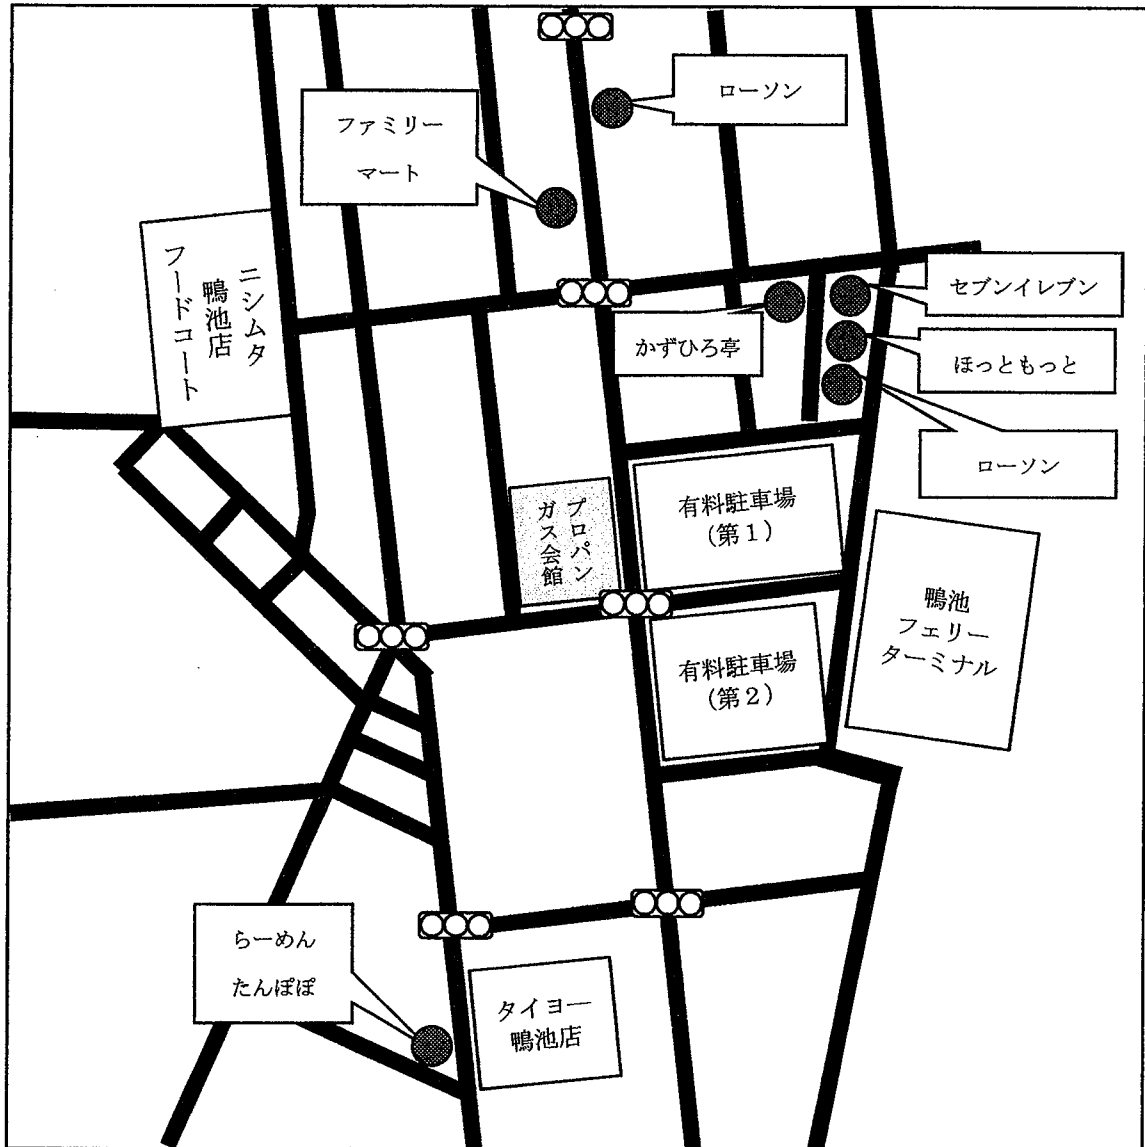 ローソン
ファミリー
マート
ニシムタ
鴨池店
フードコート
セブンイレブン
かずひろ亭
ほっともっと
ローソン
プロパン
ガス会館
有料駐車場
(第1)
鴨池
フェリー
ターミナル
有料駐車場
(第2)
らーめん
たんぽぽ
タイヨー
鴨池店